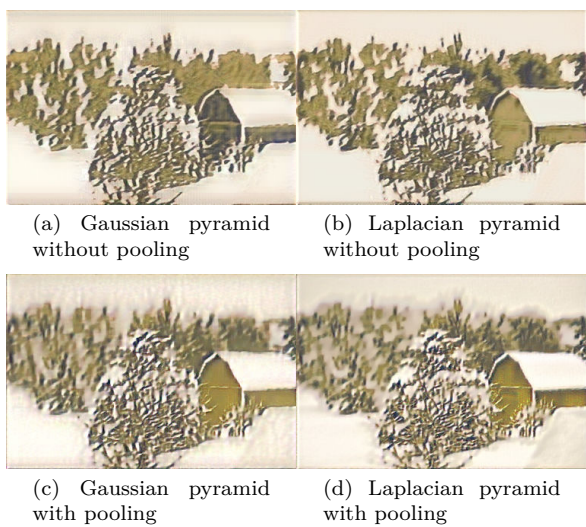 (a) Gaussian pyramid
without pooling
(b) Laplacian pyramid
without pooling
(c) Gaussian pyramid
with pooling
(d) Laplacian pyramid
with pooling